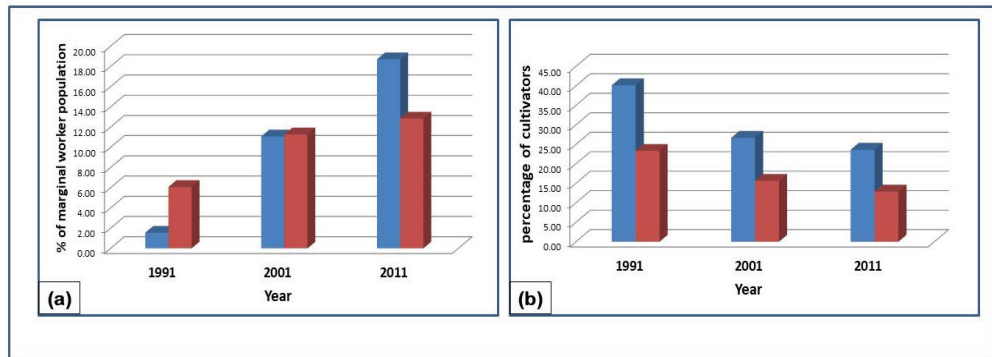 % of marginal worker population
20.00
18.00
16.00
14.00
12.00
10.00
8.00
6.00
4.00
2.00
0.00
1991 2001 2011
Year
(a)
percentage of cultivators
45.00
40.00
35.00
30.00
25.00
20.00
15.00
10.00
5.00
0.00
1991 2001 2011
Year
(b)